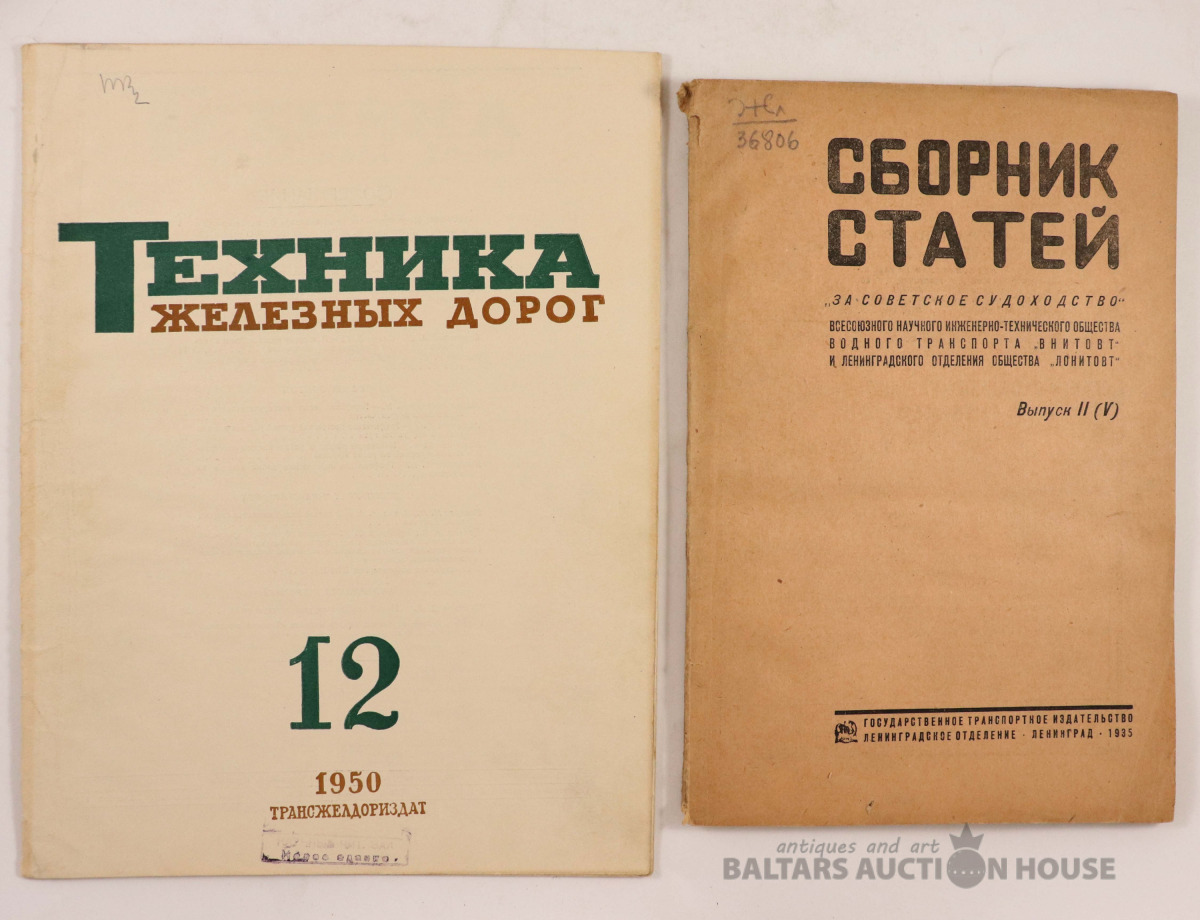 Техника
железных дорог
12
1950
Трансжелдориздат
36806
СБОРНИК
СТАТЕЙ
„ЗА СОВЕТСКОЕ СУДОХОДСТВО“
ВСЕСОЮЗНОГО НАУЧНОГО ИНЖЕНЕРНО-ТЕХНИЧЕСКОГО ОБЩЕСТВА
ВОДНОГО ТРАНСПОРТА „ВНИТОВТ“
И ЛЕНИНГРАДСКОГО ОТДЕЛЕНИЯ ОБЩЕСТВА „ЛОНИТОВТ“
Выпуск II (V)
ГОСУДАРСТВЕННОЕ ТРАНСПОРТНОЕ ИЗДАТЕЛЬСТВО
ЛЕНИНГРАДСКОЕ ОТДЕЛЕНИЕ · ЛЕНИНГРАД · 1935
antiques and art
BALTARS AUCTION HOUSE